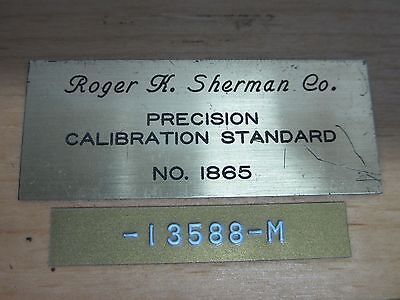 Roger K. Sherman Co.
PRECISION
CALIBRATION STANDARD
NO. 1865
-13588-M